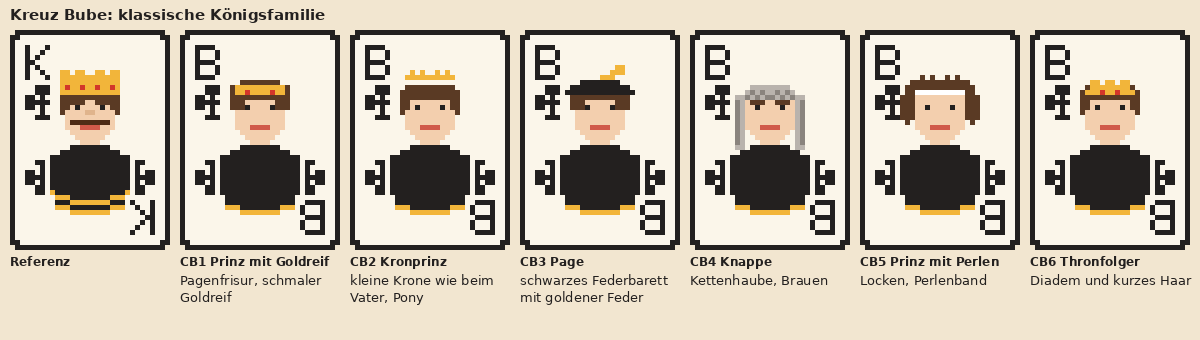 Kreuz Bube: klassische Königsfamilie
K
K
Referenz
B
B
CB1 Prinz mit Goldreif
Pagenfrisur, schmaler
Goldreif
B
B
CB2 Kronprinz
kleine Krone wie beim
Vater, Pony
B
B
CB3 Page
schwarzes Federbarett
mit goldener Feder
B
B
CB4 Knappe
Kettenhaube, Brauen
B
B
CB5 Prinz mit Perlen
Locken, Perlenband
B
B
CB6 Thronfolger
Diadem und kurzes Haar